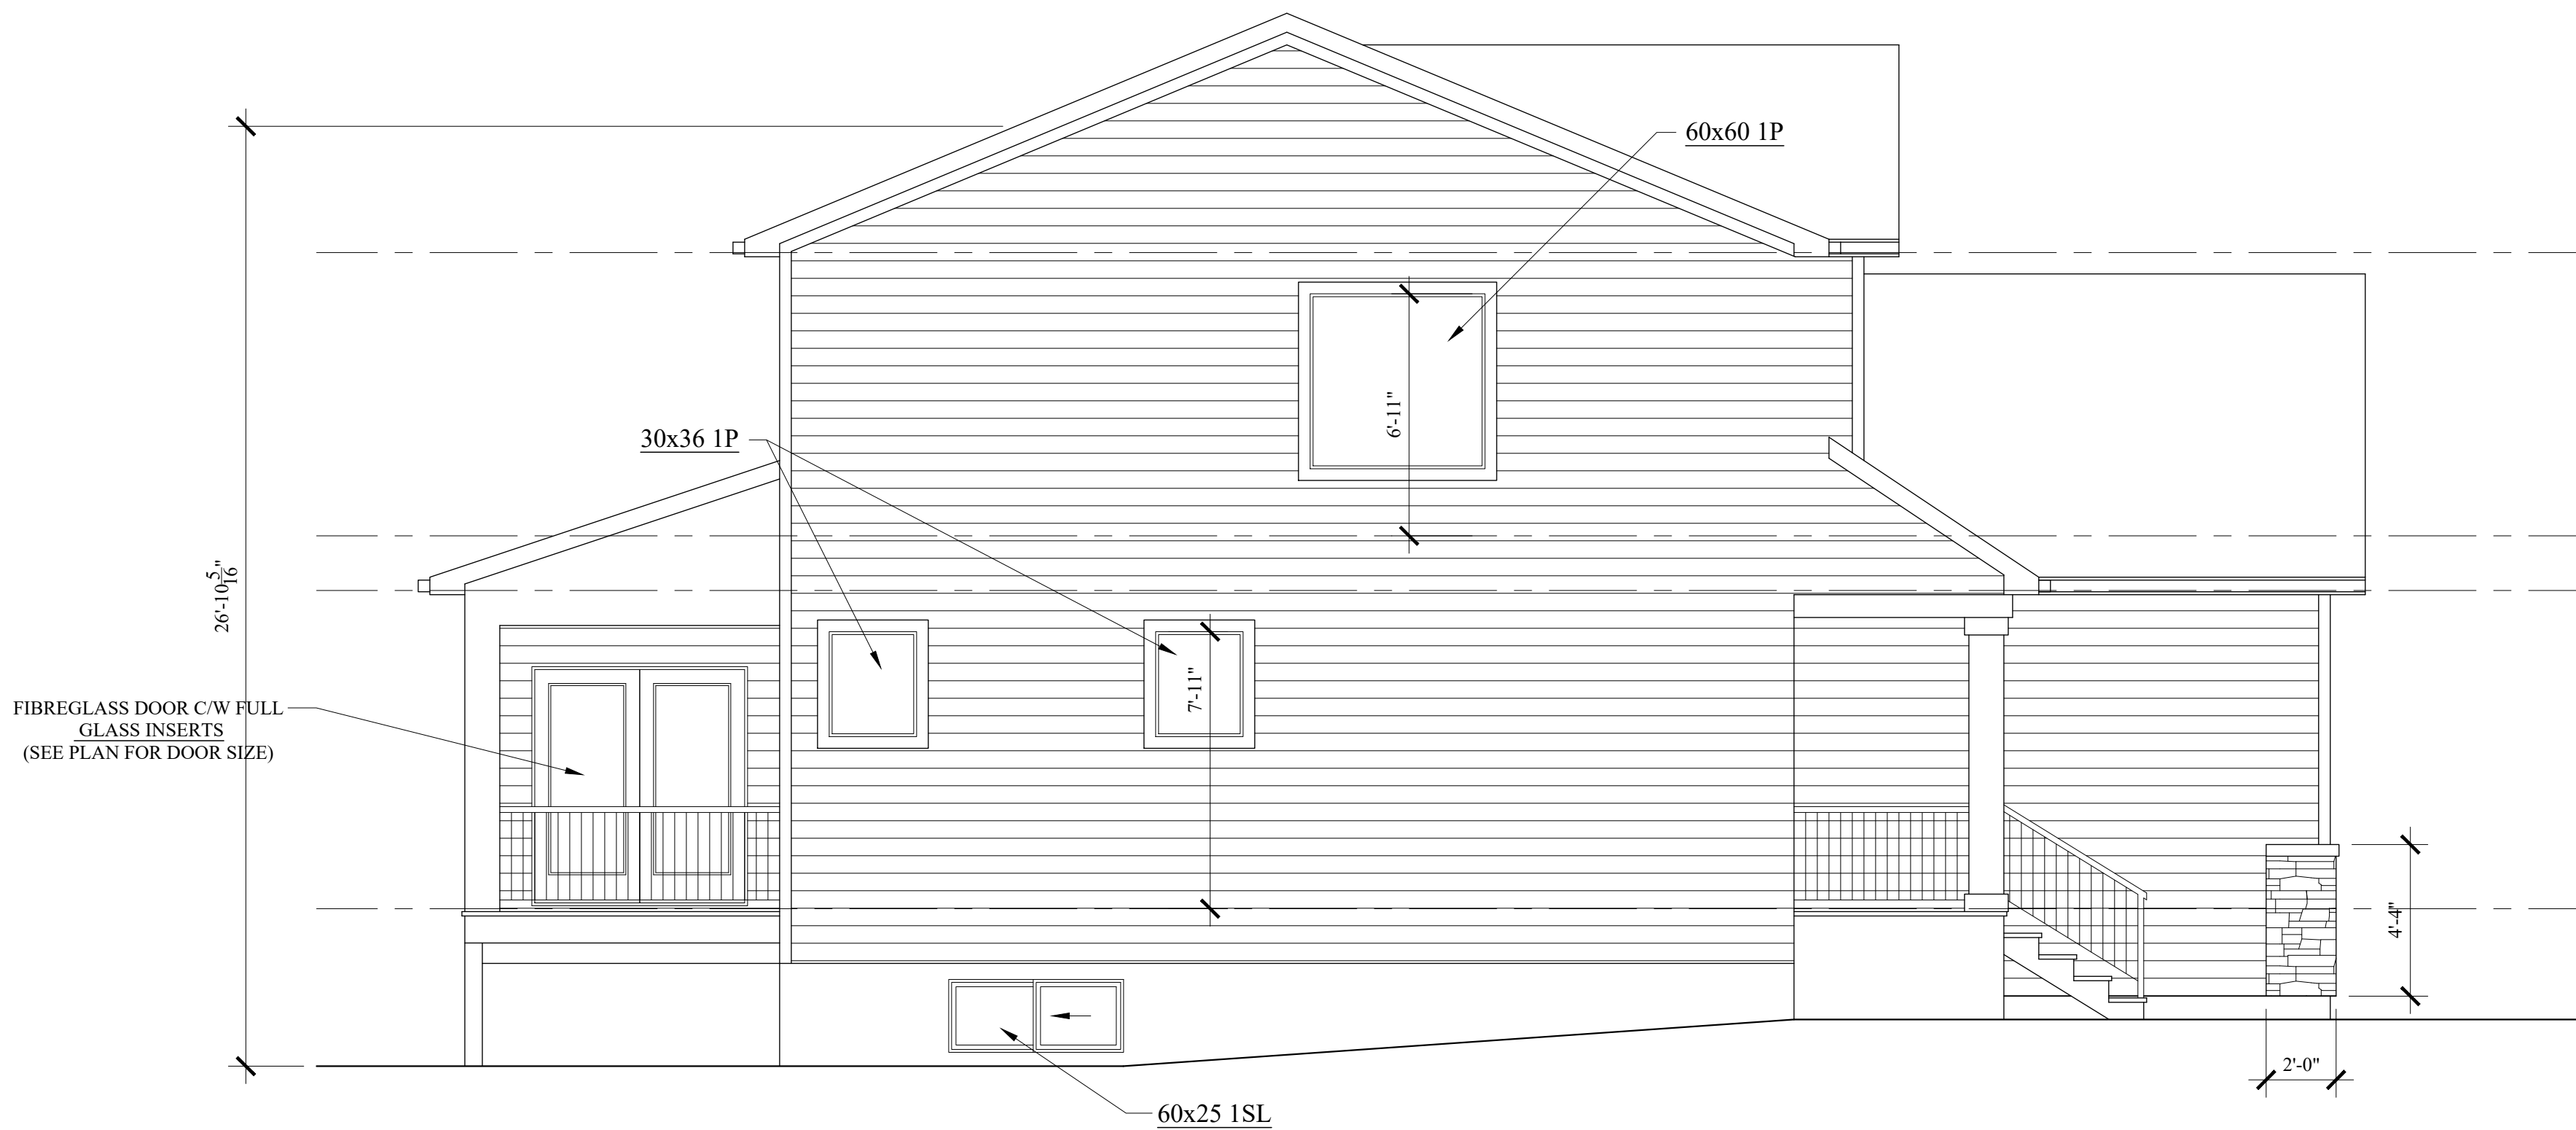 60x60 1P
6'-11"
30x36 1P
26'-10 5/16"
7'-11"
FIBREGLASS DOOR C/W FULL
GLASS INSERTS
(SEE PLAN FOR DOOR SIZE)
4'-4"
2'-0"
60x25 1SL